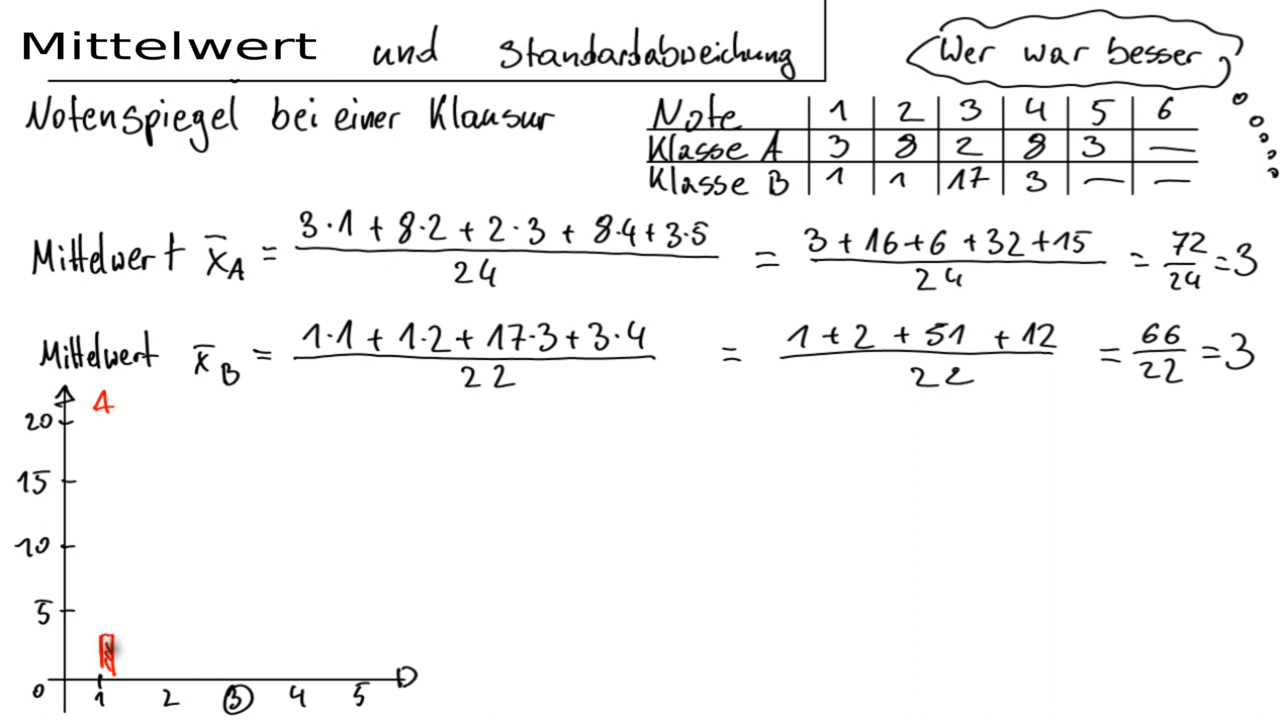 Mittelwert und Standardabweichung
Wer war besser
Notenspiegel bei einer Klausur
Note 1 2 3 4 5 6
Klasse A 3 8 2 8 3 —
Klasse B 1 1 17 3 — —
Mittelwert x̄_A = (3·1 + 8·2 + 2·3 + 8·4 + 3·5)/24 = (3 + 16 + 6 + 32 + 15)/24 = 72/24 = 3
Mittelwert x̄_B = (1·1 + 1·2 + 17·3 + 3·4)/22 = (1 + 2 + 51 + 12)/22 = 66/22 = 3
A
20
15
10
5
0 1 2 3 4 5